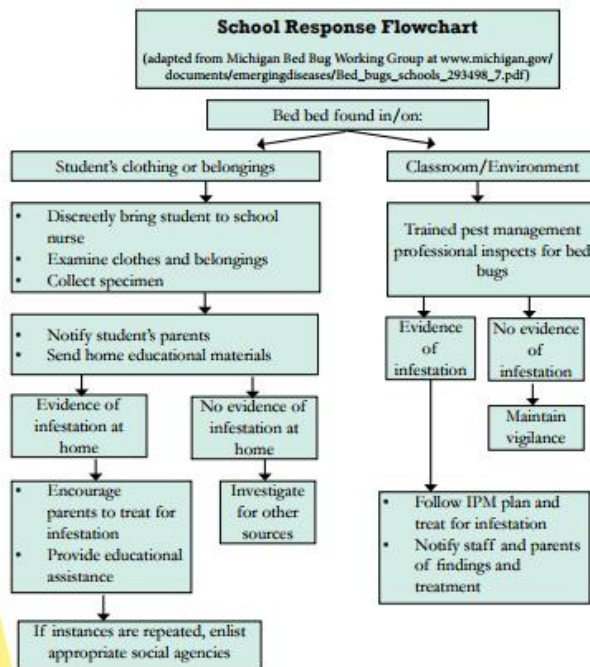 School Response Flowchart
(adapted from Michigan Bed Bug Working Group at www.michigan.gov/
documents/emergingdiseases/Bed_bugs_schools_293498_7.pdf)
Bed bed found in/on:
Student's clothing or belongings
• Discreetly bring student to school
nurse
• Examine clothes and belongings
• Collect specimen
• Notify student's parents
• Send home educational materials
Evidence of
infestation at
home
• Encourage
parents to treat for
infestation
• Provide educational
assistance
If instances are repeated, enlist
appropriate social agencies
No evidence of
infestation at
home
Investigate
for other
sources
Classroom/Environment
Trained pest management
professional inspects for bed
bugs
Evidence
of
infestation
• Follow IPM plan and
treat for infestation
• Notify staff and parents
of findings and
treatment
No evidence
of
infestation
Maintain
vigilance